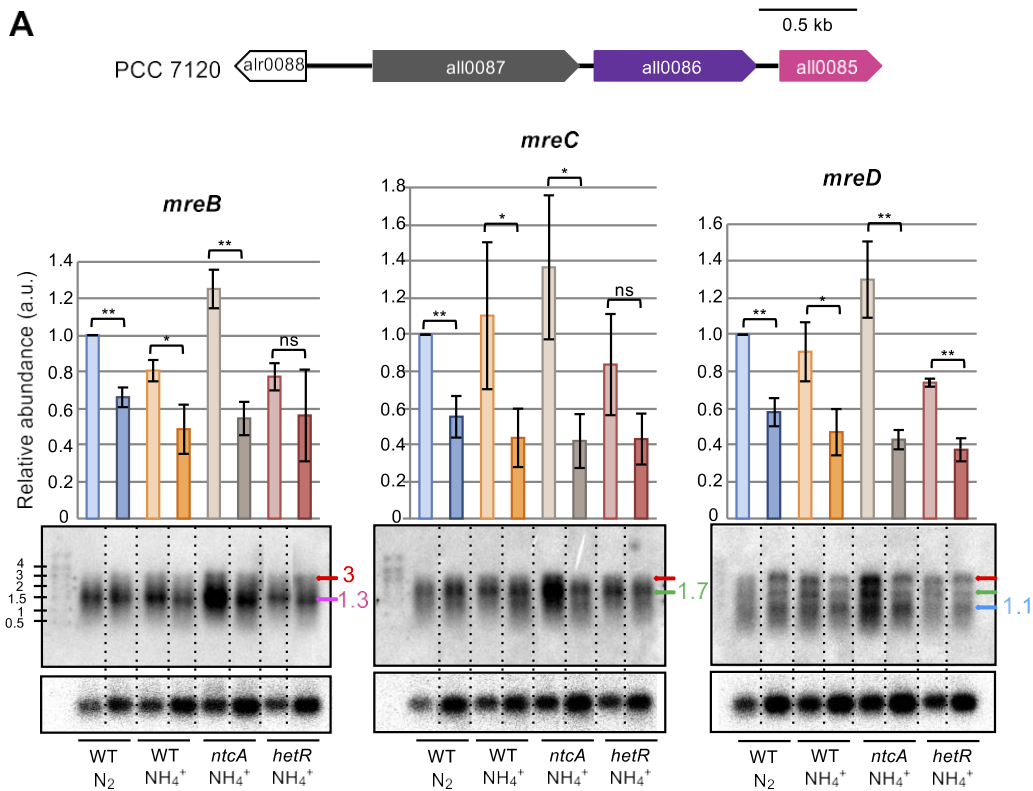 A
0.5 kb
PCC 7120
alr0088
all0087
all0086
all0085
mreB
mreC
mreD
Relative abundance (a.u.)
1.4
1.2
1.0
0.8
0.6
0.4
0.2
0
**
*
**
ns
1.8
1.6
1.4
1.2
1.0
0.8
0.6
0.4
0.2
0
**
*
*
ns
1.6
1.4
1.2
1.0
0.8
0.6
0.4
0.2
0
**
*
**
**
4
3
2
1.5
1
0.5
3
1.3
1.7
1.1
WT
N₂
WT
NH₄⁺
ntcA
NH₄⁺
hetR
NH₄⁺
WT
N₂
WT
NH₄⁺
ntcA
NH₄⁺
hetR
NH₄⁺
WT
N₂
WT
NH₄⁺
ntcA
NH₄⁺
hetR
NH₄⁺